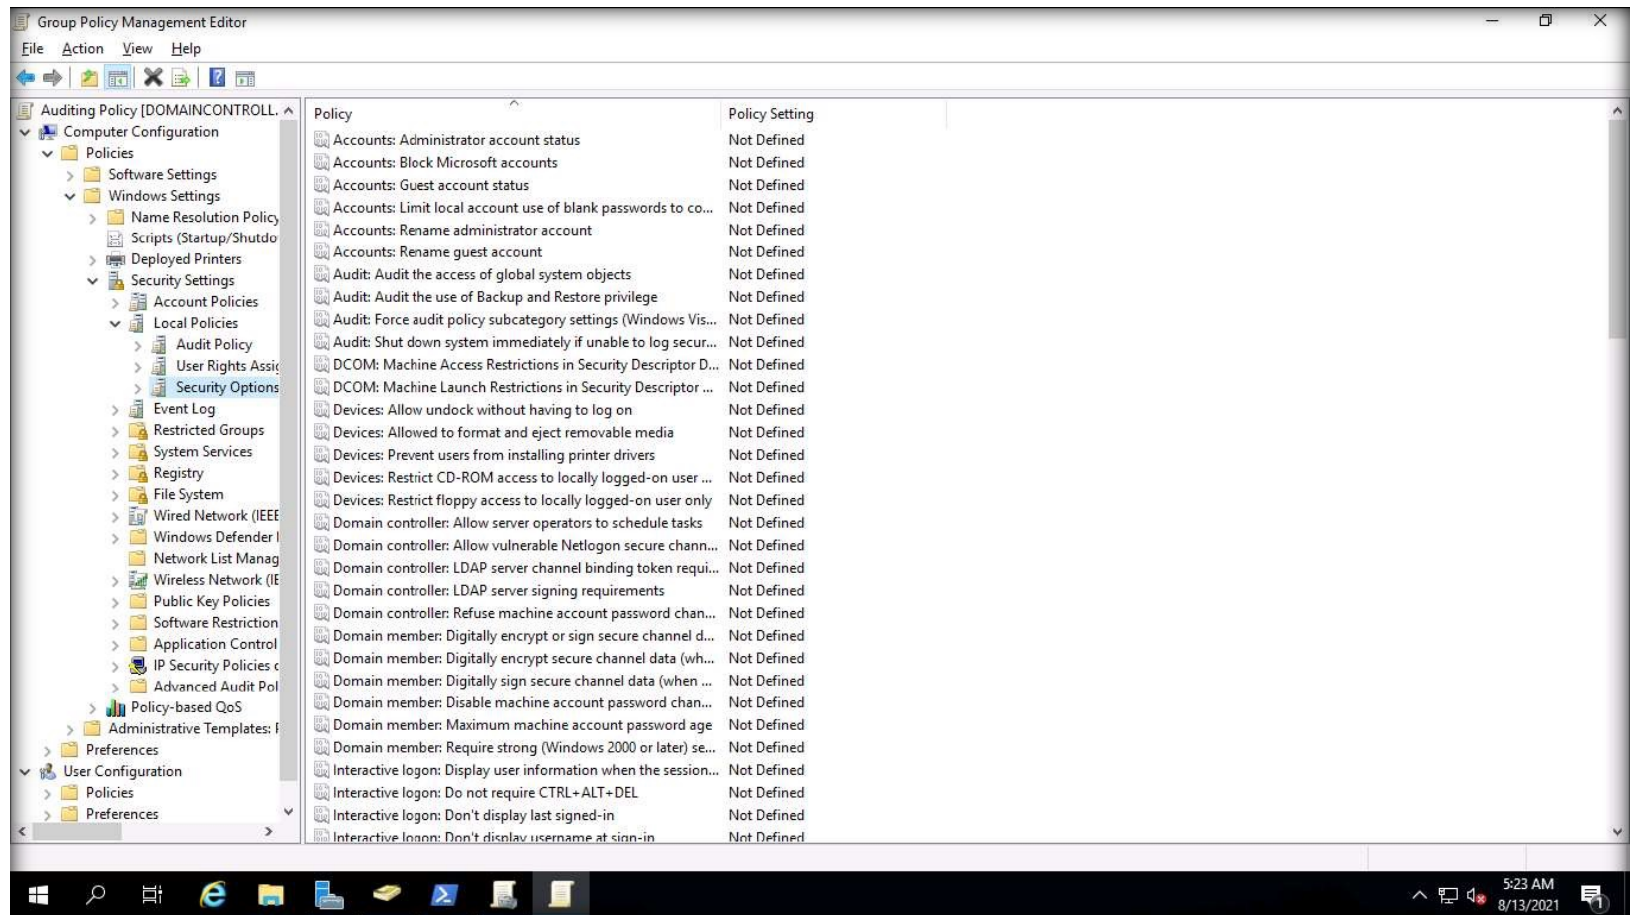 Group Policy Management Editor
File Action View Help
Auditing Policy [DOMAINCONTROLL.
Computer Configuration
Policies
Software Settings
Windows Settings
Name Resolution Policy
Scripts (Startup/Shutdo
Deployed Printers
Security Settings
Account Policies
Local Policies
Audit Policy
User Rights Assig
Security Options
Event Log
Restricted Groups
System Services
Registry
File System
Wired Network (IEEE
Windows Defender
Network List Manag
Wireless Network (IE
Public Key Policies
Software Restriction
Application Control
IP Security Policies
Advanced Audit Pol
Policy-based QoS
Administrative Templates:
Preferences
User Configuration
Policies
Preferences
Policy Policy Setting
Accounts: Administrator account status Not Defined
Accounts: Block Microsoft accounts Not Defined
Accounts: Guest account status Not Defined
Accounts: Limit local account use of blank passwords to co... Not Defined
Accounts: Rename administrator account Not Defined
Accounts: Rename guest account Not Defined
Audit: Audit the access of global system objects Not Defined
Audit: Audit the use of Backup and Restore privilege Not Defined
Audit: Force audit policy subcategory settings (Windows Vis... Not Defined
Audit: Shut down system immediately if unable to log secur... Not Defined
DCOM: Machine Access Restrictions in Security Descriptor D... Not Defined
DCOM: Machine Launch Restrictions in Security Descriptor ... Not Defined
Devices: Allow undock without having to log on Not Defined
Devices: Allowed to format and eject removable media Not Defined
Devices: Prevent users from installing printer drivers Not Defined
Devices: Restrict CD-ROM access to locally logged-on user ... Not Defined
Devices: Restrict floppy access to locally logged-on user only Not Defined
Domain controller: Allow server operators to schedule tasks Not Defined
Domain controller: Allow vulnerable Netlogon secure chann... Not Defined
Domain controller: LDAP server channel binding token requi... Not Defined
Domain controller: LDAP server signing requirements Not Defined
Domain controller: Refuse machine account password chan... Not Defined
Domain member: Digitally encrypt or sign secure channel d... Not Defined
Domain member: Digitally encrypt secure channel data (wh... Not Defined
Domain member: Digitally sign secure channel data (when ... Not Defined
Domain member: Disable machine account password chan... Not Defined
Domain member: Maximum machine account password age Not Defined
Domain member: Require strong (Windows 2000 or later) se... Not Defined
Interactive logon: Display user information when the session... Not Defined
Interactive logon: Do not require CTRL+ALT+DEL Not Defined
Interactive logon: Don't display last signed-in Not Defined
Interactive logon: Don't display username at sign-in Not Defined
5:23 AM
8/13/2021
1